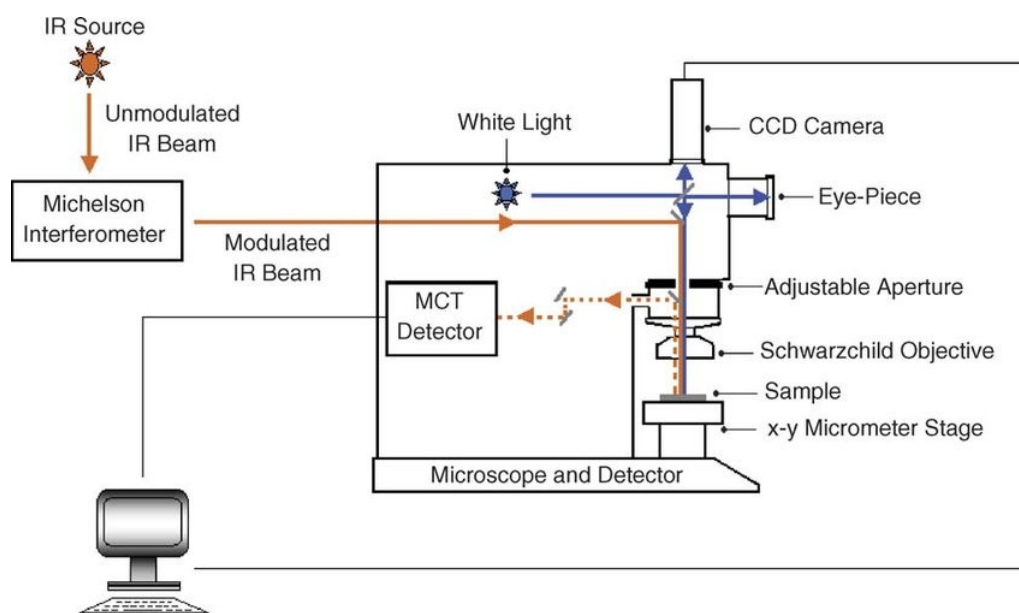 IR Source
Unmodulated
IR Beam
White Light
CCD Camera
Michelson
Interferometer
Eye-Piece
Modulated
IR Beam
MCT
Detector
Adjustable Aperture
Schwarzchild Objective
Sample
x-y Micrometer Stage
Microscope and Detector